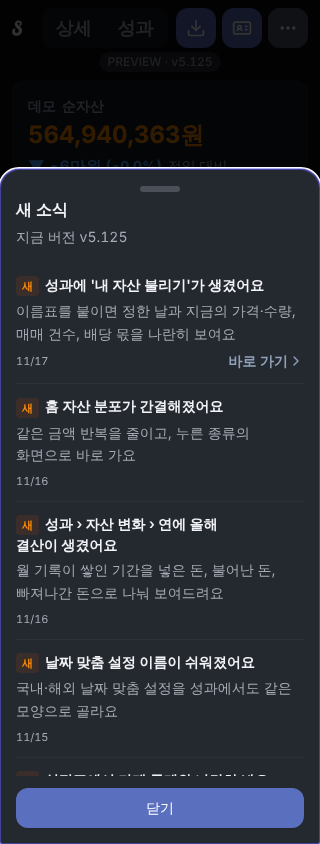 상세 성과
PREVIEW · v5.125
데모 순자산
564,940,363원
전일 대비
새 소식
지금 버전 v5.125
새 성과에 '내 자산 불리기'가 생겼어요
이름표를 붙이면 정한 날과 지금의 가격·수량,
매매 건수, 배당 몫을 나란히 보여요
11/17 바로 가기 >
새 홈 자산 분포가 간결해졌어요
같은 금액 반복을 줄이고, 누른 종류의
화면으로 바로 가요
11/16
새 성과 › 자산 변화 › 연에 올해
결산이 생겼어요
월 기록이 쌓인 기간을 넣은 돈, 불어난 돈,
빠져나간 돈으로 나눠 보여드려요
11/16
새 날짜 맞춤 설정 이름이 쉬워졌어요
국내·해외 날짜 맞춤 설정을 성과에서도 같은
모양으로 골라요
11/15
닫기